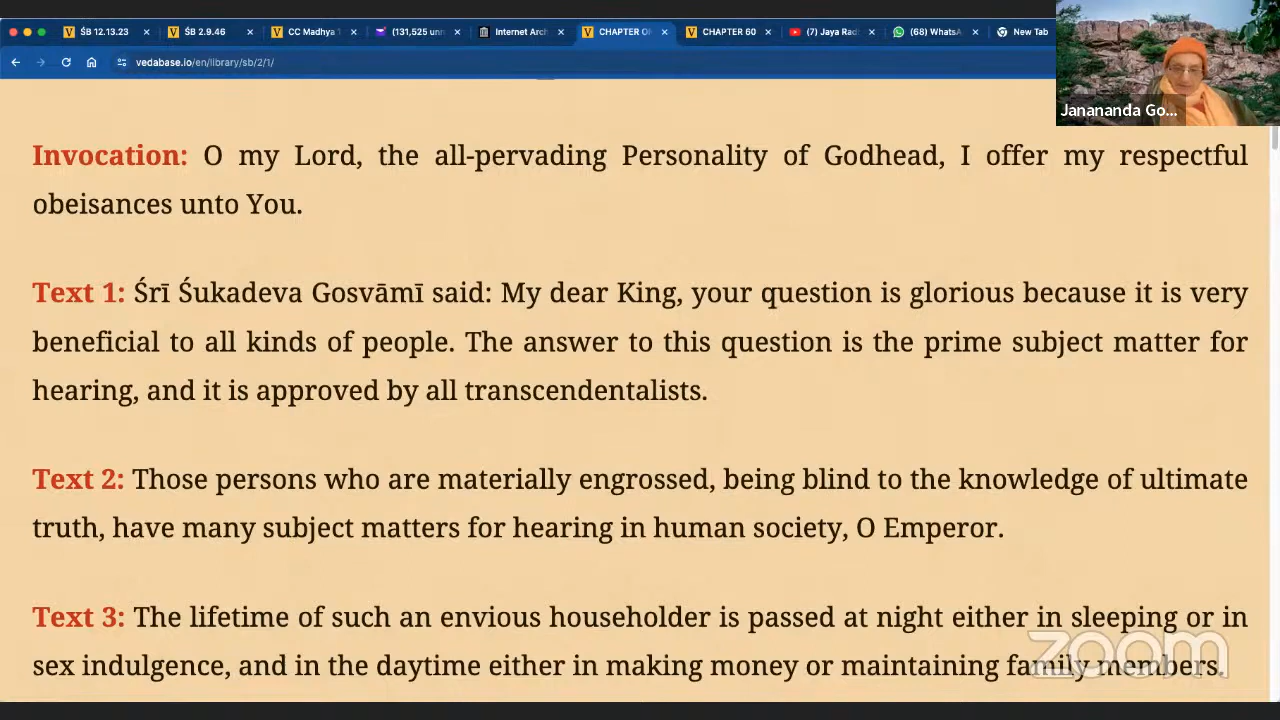 ŚB 12.13.23 ŚB 2.9.46 CC Madhya 1 (131,525 unr Internet Arc CHAPTER O CHAPTER 60 (7) Jaya Rad (68) Whats New Tab
vedabase.io/en/library/sb/2/1/
Janananda Go...
Invocation: O my Lord, the all-pervading Personality of Godhead, I offer my respectful
obeisances unto You.
Text 1: Śrī Śukadeva Gosvāmī said: My dear King, your question is glorious because it is very
beneficial to all kinds of people. The answer to this question is the prime subject matter for
hearing, and it is approved by all transcendentalists.
Text 2: Those persons who are materially engrossed, being blind to the knowledge of ultimate
truth, have many subject matters for hearing in human society, O Emperor.
Text 3: The lifetime of such an envious householder is passed at night either in sleeping or in
sex indulgence, and in the daytime either in making money or maintaining family members.
zoom